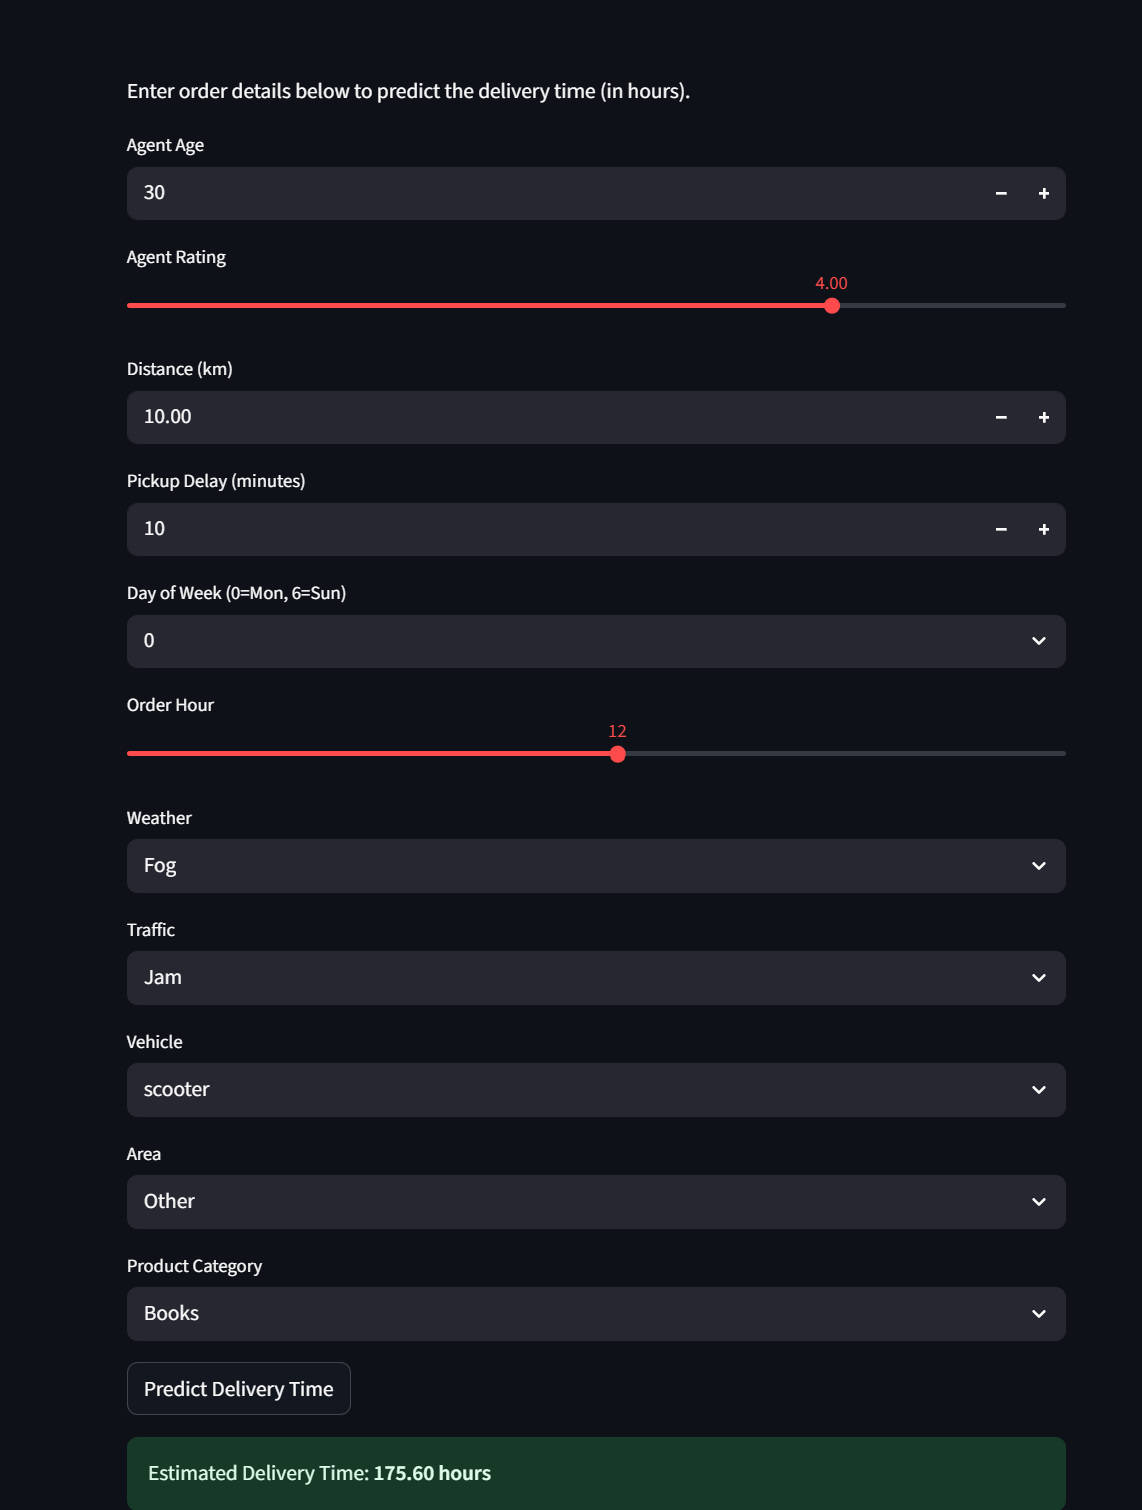 Enter order details below to predict the delivery time (in hours).
Agent Age
30
Agent Rating
4.00
Distance (km)
10.00
Pickup Delay (minutes)
10
Day of Week (0=Mon, 6=Sun)
0
Order Hour
12
Weather
Fog
Traffic
Jam
Vehicle
scooter
Area
Other
Product Category
Books
Predict Delivery Time
Estimated Delivery Time: 175.60 hours